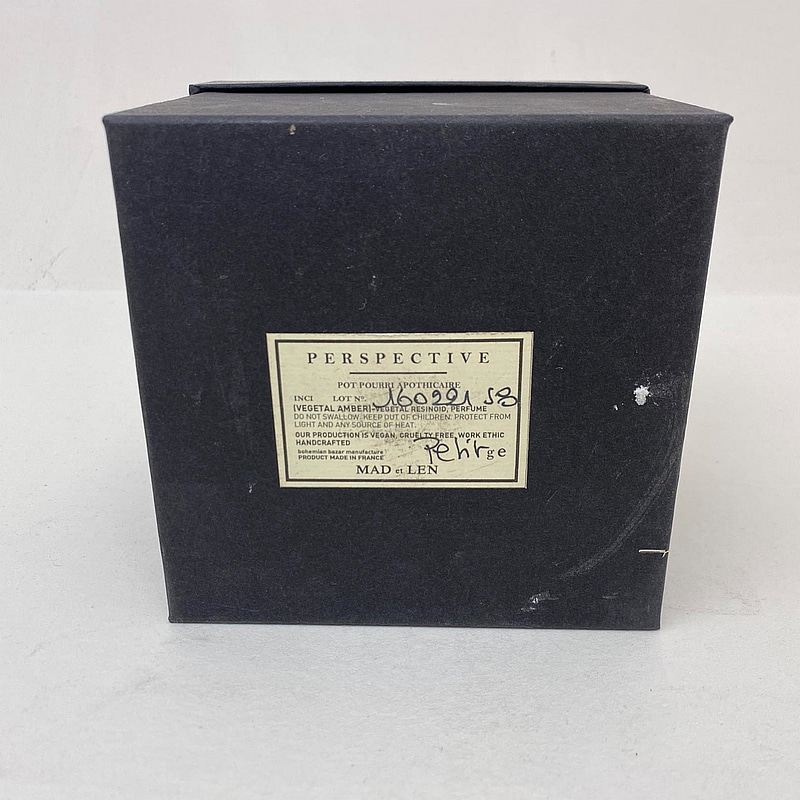 PERSPECTIVE
POT POURRI APOTHICAIRE
INCI LOT Nº. 160221 SB
(VEGETAL AMBER)-VEGETAL RESINOID, PERFUME
DO NOT SWALLOW. KEEP OUT OF CHILDREN. PROTECT FROM
LIGHT AND ANY SOURCE OF HEAT.
OUR PRODUCTION IS VEGAN, CRUELTY FREE, WORK ETHIC
HANDCRAFTED
bohemian bazar manufacture
PRODUCT MADE IN FRANCE
MAD et LEN